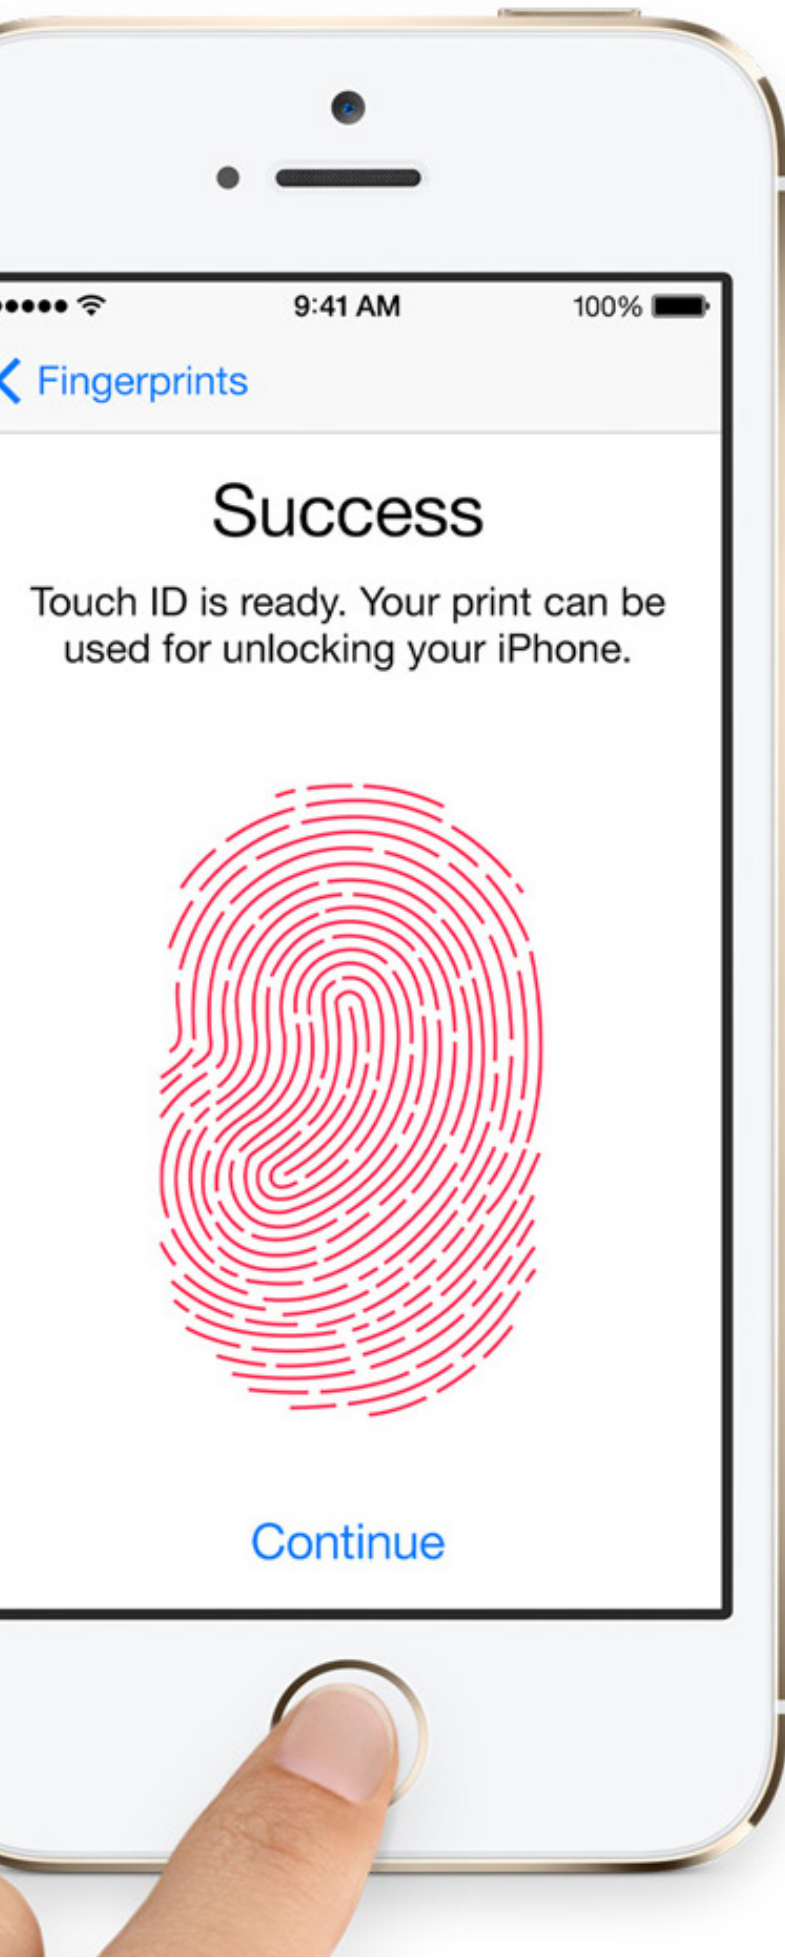 9:41 AM 100%
Fingerprints
Success
Touch ID is ready. Your print can be
used for unlocking your iPhone.
Continue